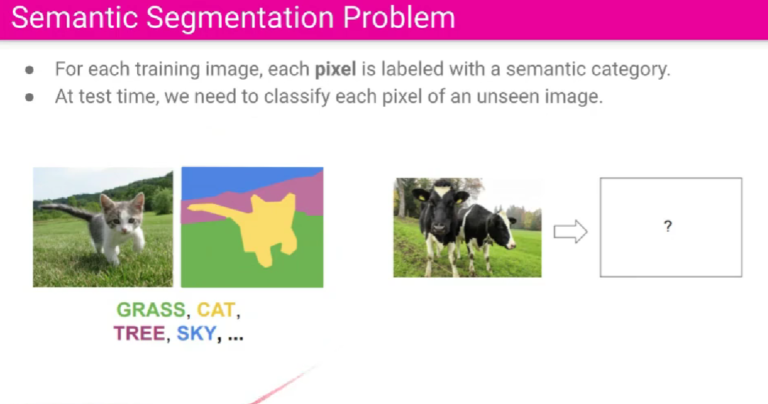 Semantic Segmentation Problem
● For each training image, each pixel is labeled with a semantic category.
● At test time, we need to classify each pixel of an unseen image.
?
GRASS, CAT,
TREE, SKY, ...